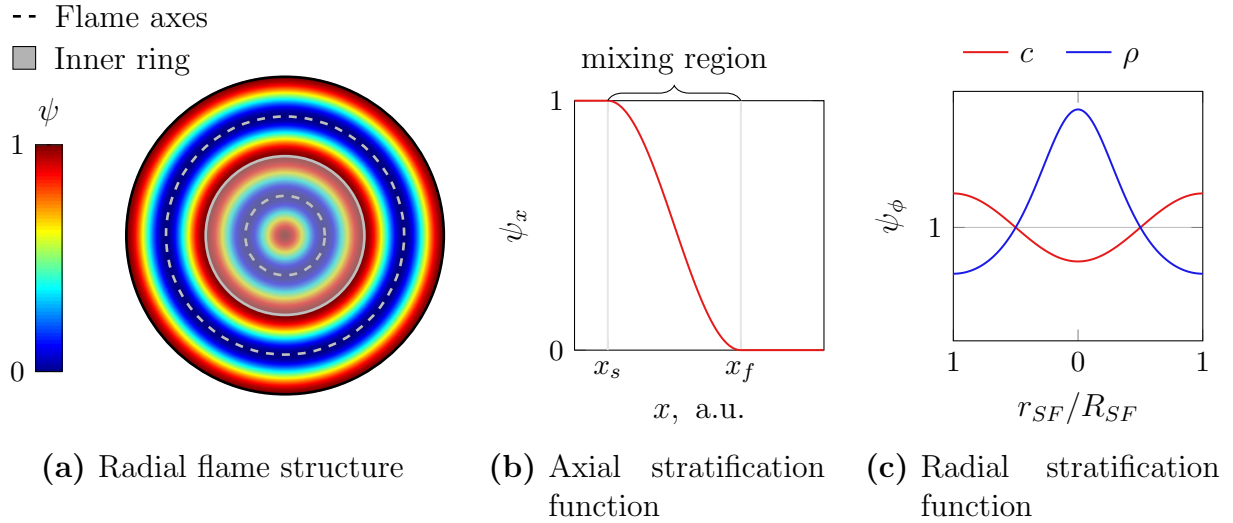 Flame axes
Inner ring
ψ
1
0
(a) Radial flame structure
mixing region
1
ψx
0
xs
xf
x, a.u.
(b) Axial stratification
function
c
ρ
ψϕ
1
1
0
1
rSF/RSF
(c) Radial stratification
function